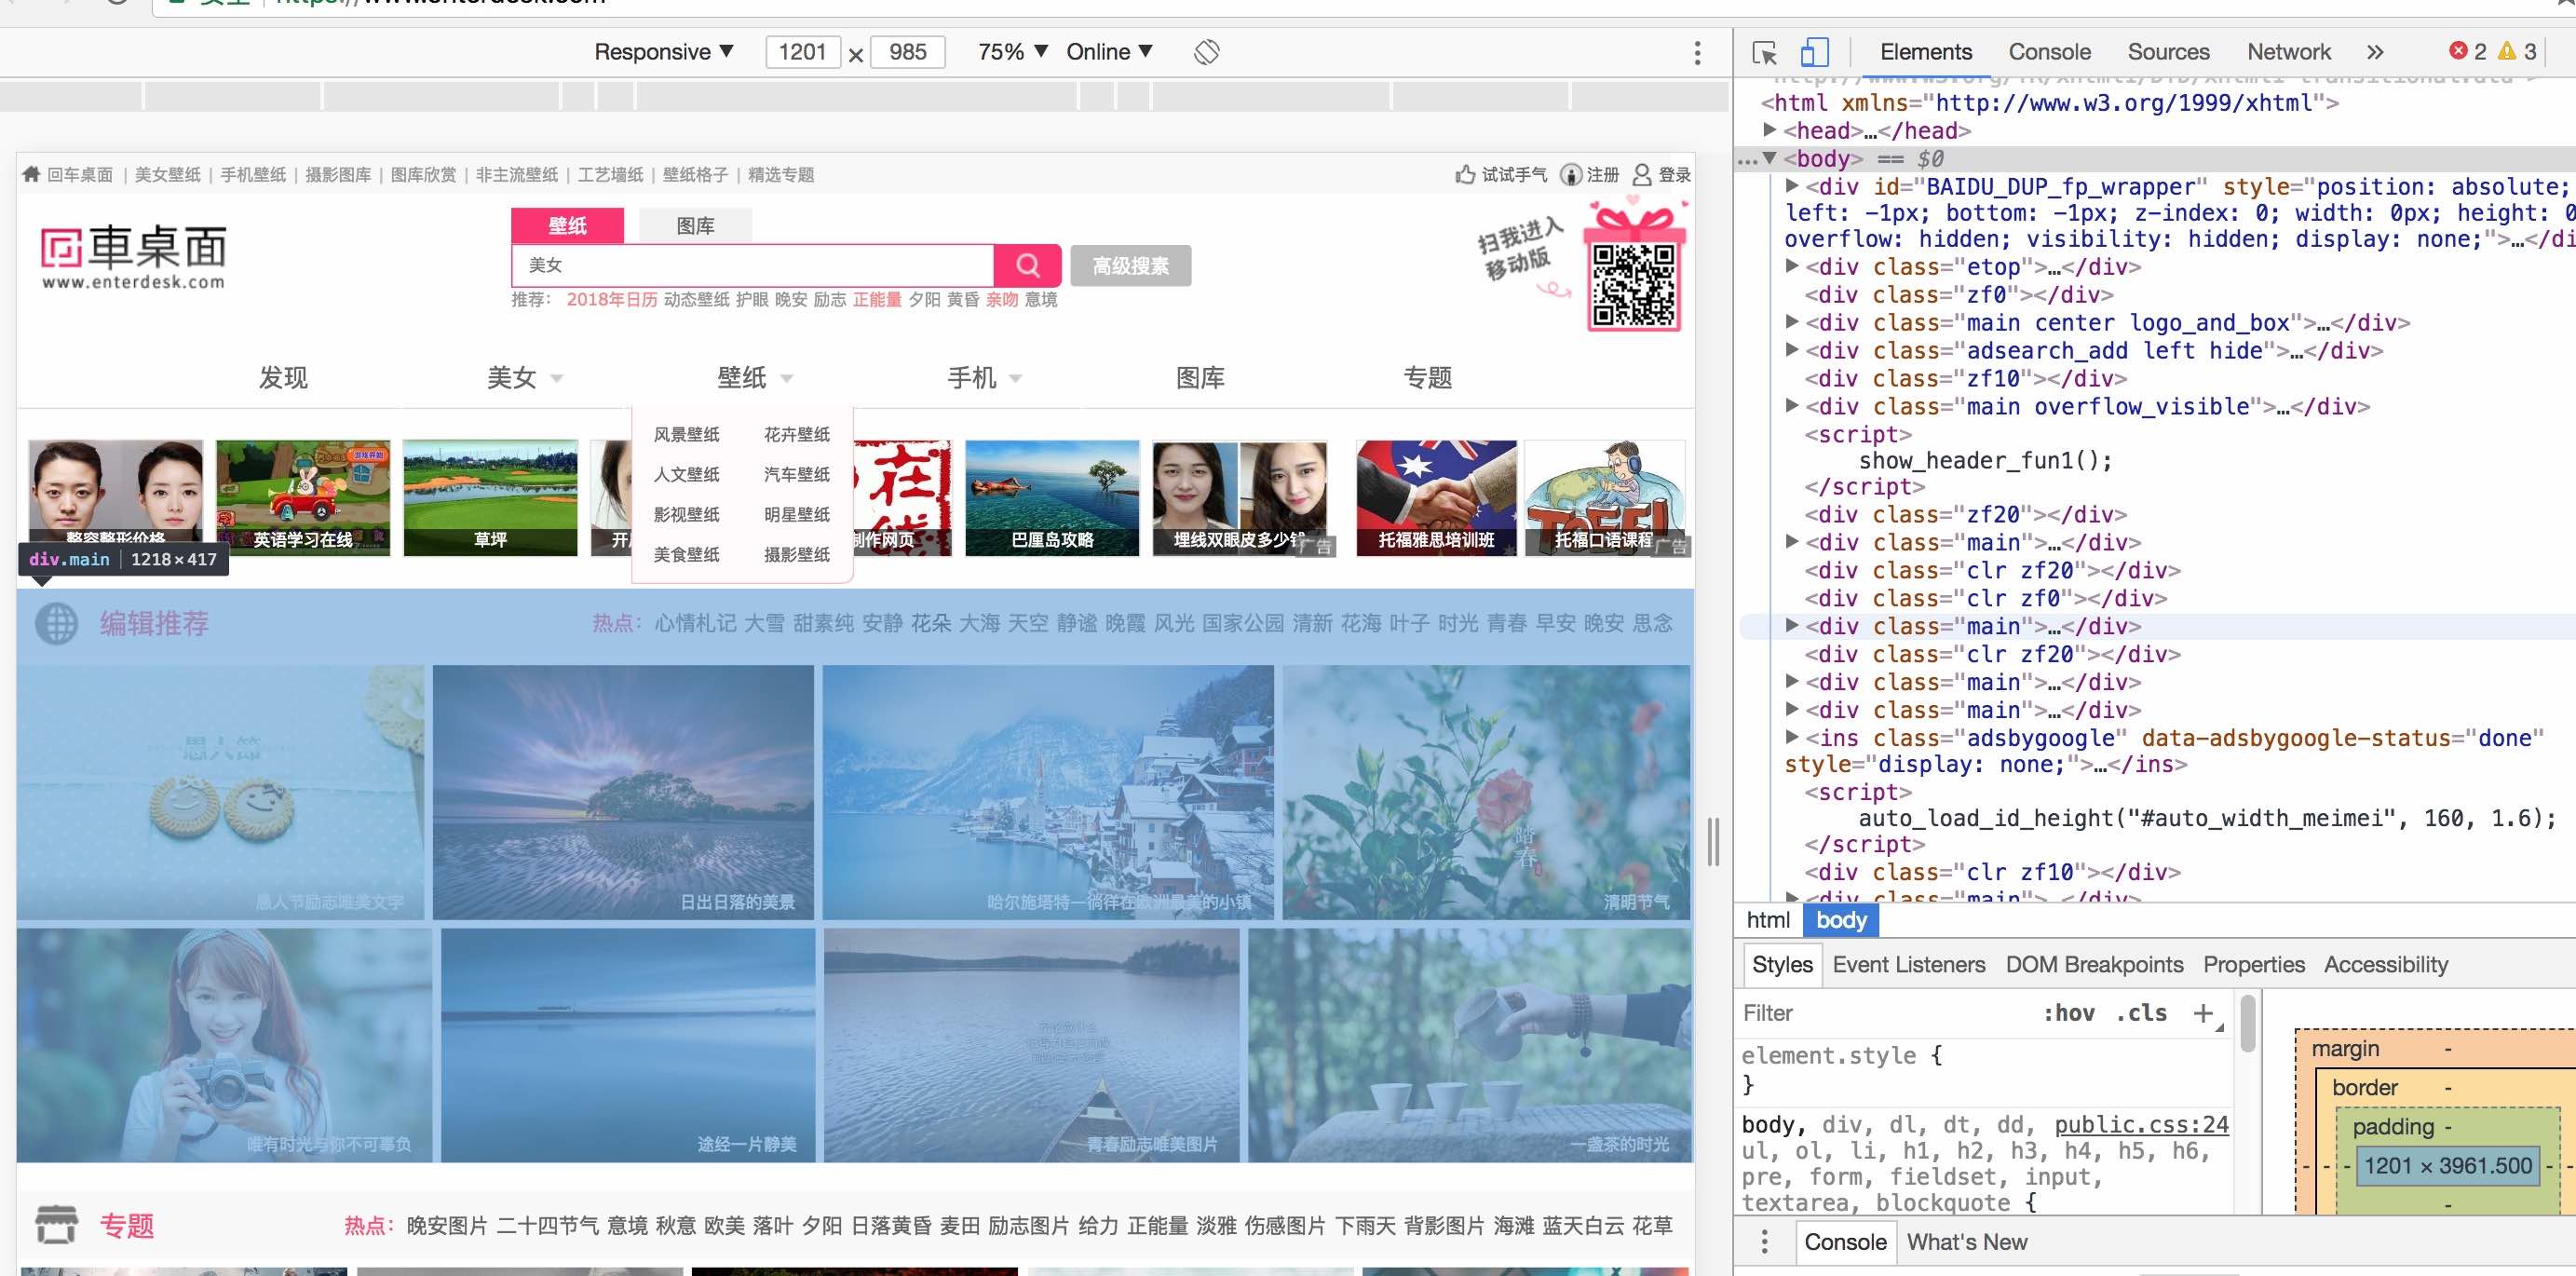 安全 https://www.enterdesk.com
Responsive ▼ 1201 × 985 75% ▼ Online ▼
回车桌面 | 美女壁纸 | 手机壁纸 | 摄影图库 | 图库欣赏 | 非主流壁纸 | 工艺墙纸 | 壁纸格子 | 精选专题
试试手气 注册 登录
車桌面
www.enterdesk.com
壁纸 图库
美女
高级搜素
推荐： 2018年日历 动态壁纸 护眼 晚安 励志 正能量 夕阳 黄昏 亲吻 意境
扫我进入
移动版
发现 美女 壁纸 手机 图库 专题
风景壁纸 花卉壁纸
人文壁纸 汽车壁纸
影视壁纸 明星壁纸
美食壁纸 摄影壁纸
在
TOEFL
整容整形价格 英语学习在线 草坪 开 制作网页 巴厘岛攻略 埋线双眼皮多少钱 广告 托福雅思培训班 托福口语课程 广告
div.main | 1218×417
编辑推荐
热点： 心情札记 大雪 甜素纯 安静 花朵 大海 天空 静谧 晚霞 风光 国家公园 清新 花海 叶子 时光 青春 早安 晚安 思念
愚人節
踏春
愚人节励志唯美文字 日出日落的美景 哈尔施塔特—徜徉在欧洲最美的小镇 清明节气
唯有时光与你不可辜负 途经一片静美 青春励志唯美图片 一盏茶的时光
专题
热点： 晚安图片 二十四节气 意境 秋意 欧美 落叶 夕阳 日落黄昏 麦田 励志图片 给力 正能量 淡雅 伤感图片 下雨天 背影图片 海滩 蓝天白云 花草
Elements Console Sources Network » 2 3
http://www.w3.org/TR/xhtml1/DTD/xhtml1-transitional.dtd">
<html xmlns="http://www.w3.org/1999/xhtml">
▶<head>…</head>
…▼<body> == $0
▶<div id="BAIDU_DUP_fp_wrapper" style="position: absolute;
left: -1px; bottom: -1px; z-index: 0; width: 0px; height: 0
overflow: hidden; visibility: hidden; display: none;">…</di
▶<div class="etop">…</div>
<div class="zf0"></div>
▶<div class="main center logo_and_box">…</div>
▶<div class="adsearch_add left hide">…</div>
<div class="zf10"></div>
▶<div class="main overflow_visible">…</div>
<script>
show_header_fun1();
</script>
<div class="zf20"></div>
▶<div class="main">…</div>
<div class="clr zf20"></div>
<div class="clr zf0"></div>
▶<div class="main">…</div>
<div class="clr zf20"></div>
▶<div class="main">…</div>
▶<div class="main">…</div>
▶<ins class="adsbygoogle" data-adsbygoogle-status="done"
style="display: none;">…</ins>
<script>
auto_load_id_height("#auto_width_meimei", 160, 1.6);
</script>
<div class="clr zf10"></div>
▶<div class="main">…</div>
html body
Styles Event Listeners DOM Breakpoints Properties Accessibility
Filter :hov .cls +
element.style {
}
body, div, dl, dt, dd, public.css:24
ul, ol, li, h1, h2, h3, h4, h5, h6,
pre, form, fieldset, input,
textarea, blockquote {
margin -
border -
padding -
- - - 1201 × 3961.500 - -
-
Console What's New